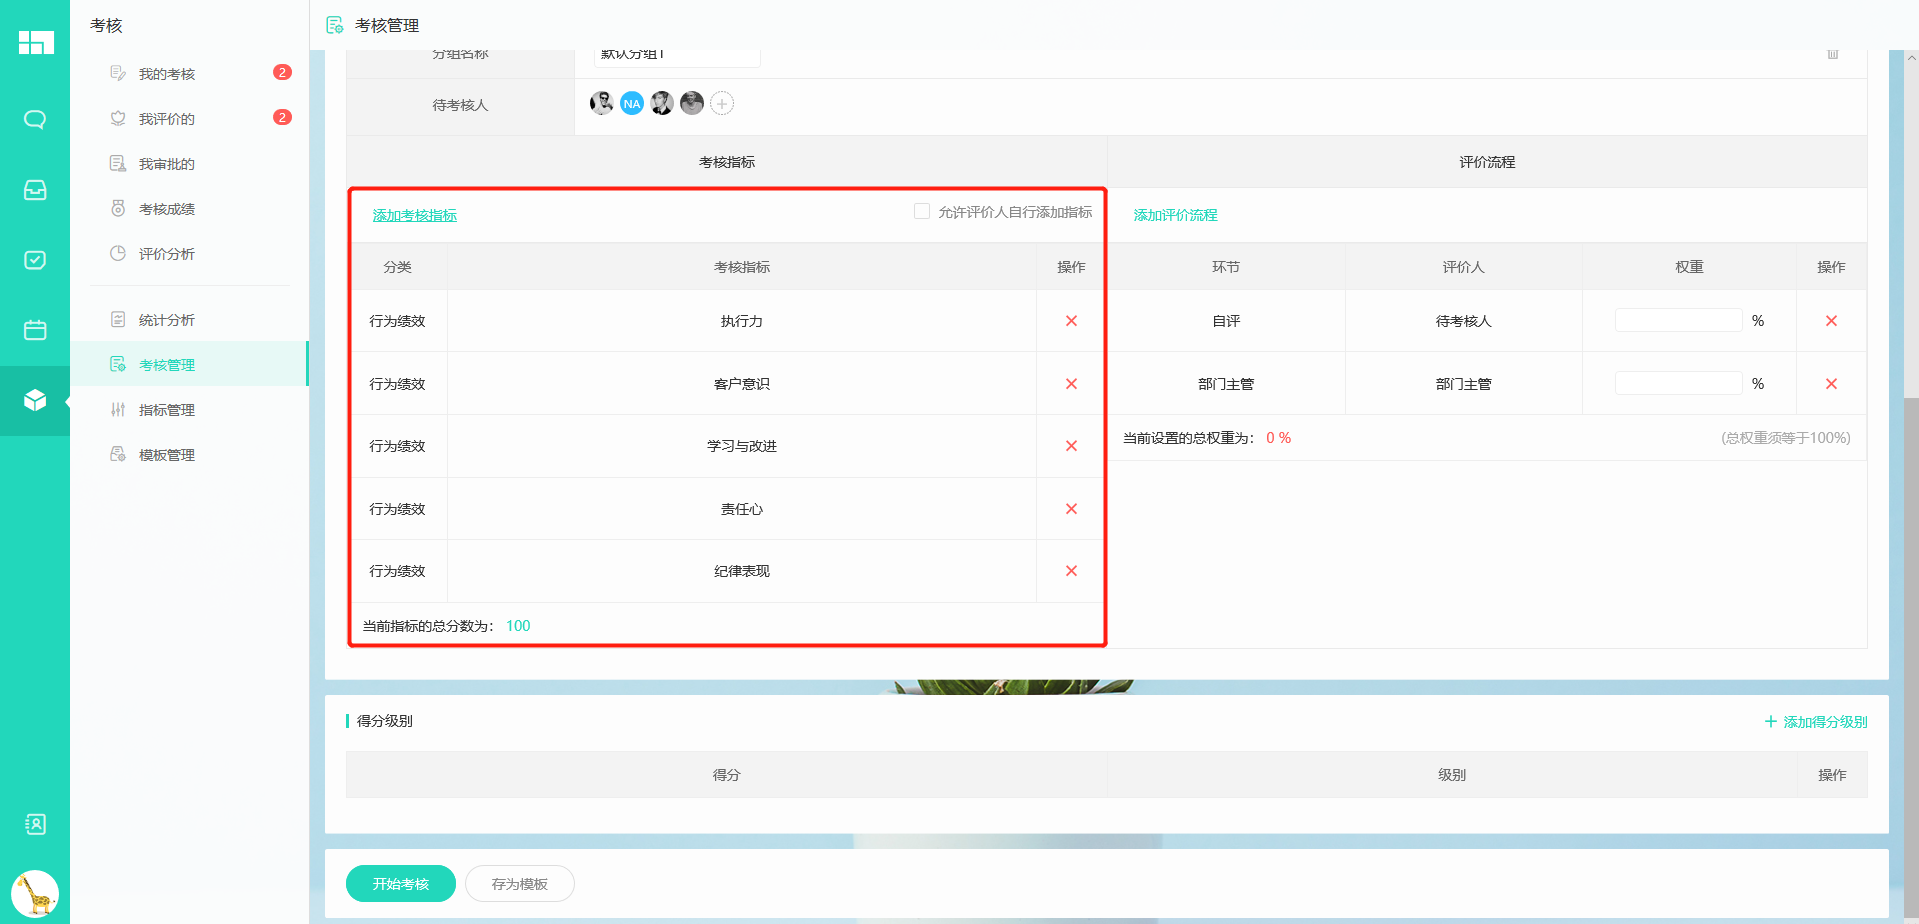 考核
我的考核 2
我评价的 2
我审批的
考核成绩
评价分析
统计分析
考核管理
指标管理
模板管理
考核管理
分组名称 默认分组1
待考核人 NA
考核指标 评价流程
添加考核指标 允许评价人自行添加指标 添加评价流程
分类 考核指标 操作 环节 评价人 权重 操作
行为绩效 执行力 自评 待考核人 %
行为绩效 客户意识 部门主管 部门主管 %
行为绩效 学习与改进 当前设置的总权重为： 0 % (总权重须等于100%)
行为绩效 责任心
行为绩效 纪律表现
当前指标的总分数为： 100
得分级别 添加得分级别
得分 级别 操作
开始考核 存为模板